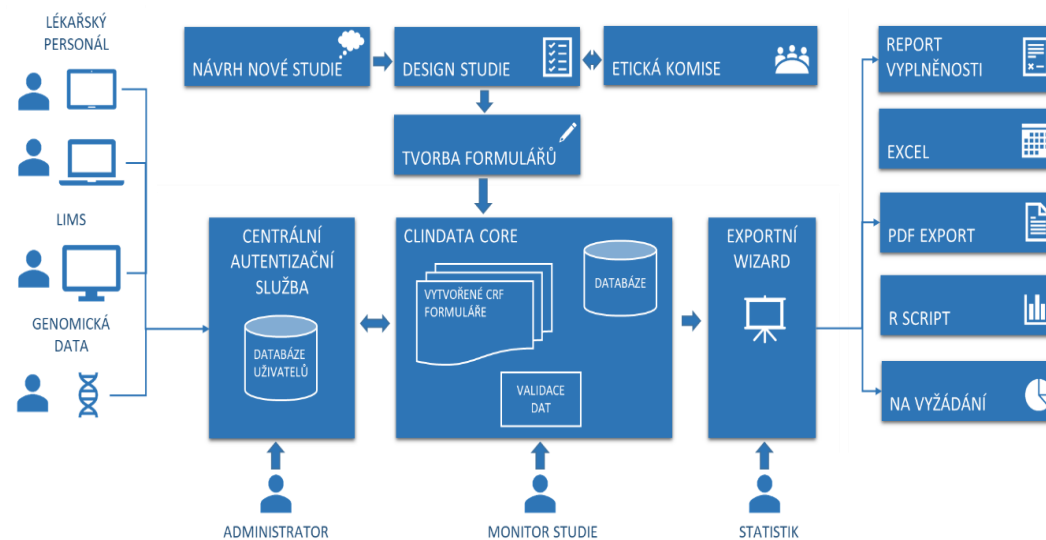 LÉKAŘSKÝ
PERSONÁL
LIMS
GENOMICKÁ
DATA
NÁVRH NOVÉ STUDIE
DESIGN STUDIE
ETICKÁ KOMISE
TVORBA FORMULÁŘŮ
CENTRÁLNÍ
AUTENTIZAČNÍ
SLUŽBA
DATABÁZE
UŽIVATELŮ
CLINDATA CORE
VYTVOŘENÉ CRF
FORMULÁŘE
DATABÁZE
VALIDACE
DAT
EXPORTNÍ
WIZARD
REPORT
VYPLNĚNOSTI
EXCEL
PDF EXPORT
R SCRIPT
NA VYŽÁDÁNÍ
ADMINISTRATOR
MONITOR STUDIE
STATISTIK